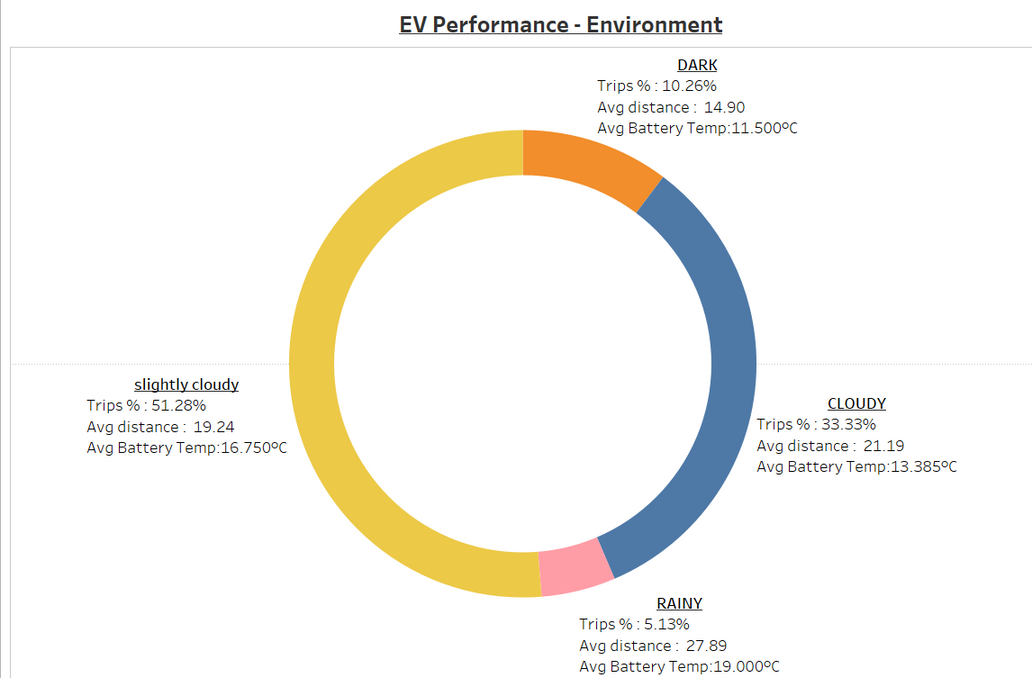 EV Performance - Environment
DARK
Trips % : 10.26%
Avg distance :  14.90
Avg Battery Temp:11.500ºC
slightly cloudy
Trips % : 51.28%
Avg distance :  19.24
Avg Battery Temp:16.750ºC
CLOUDY
Trips % : 33.33%
Avg distance :  21.19
Avg Battery Temp:13.385ºC
RAINY
Trips % : 5.13%
Avg distance :  27.89
Avg Battery Temp:19.000ºC